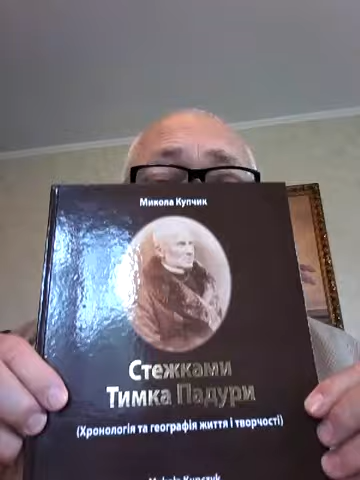 Микола Купчик
Стежками
Тимка Падури
(Хронологія та географія життя і творчості)